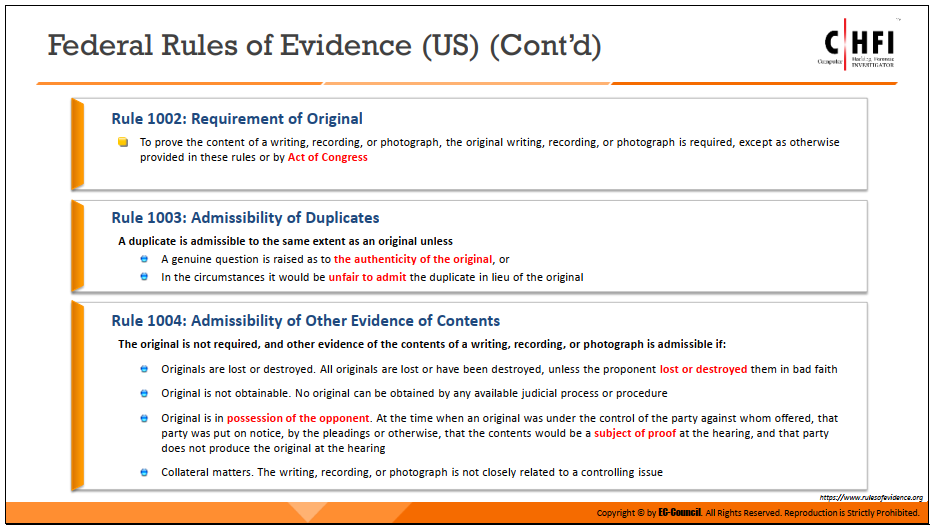 Federal Rules of Evidence (US) (Cont’d)
C HFI
Computer Hacking Forensic
INVESTIGATOR
Rule 1002: Requirement of Original
To prove the content of a writing, recording, or photograph, the original writing, recording, or photograph is required, except as otherwise
provided in these rules or by Act of Congress
Rule 1003: Admissibility of Duplicates
A duplicate is admissible to the same extent as an original unless
A genuine question is raised as to the authenticity of the original, or
In the circumstances it would be unfair to admit the duplicate in lieu of the original
Rule 1004: Admissibility of Other Evidence of Contents
The original is not required, and other evidence of the contents of a writing, recording, or photograph is admissible if:
Originals are lost or destroyed. All originals are lost or have been destroyed, unless the proponent lost or destroyed them in bad faith
Original is not obtainable. No original can be obtained by any available judicial process or procedure
Original is in possession of the opponent. At the time when an original was under the control of the party against whom offered, that
party was put on notice, by the pleadings or otherwise, that the contents would be a subject of proof at the hearing, and that party
does not produce the original at the hearing
Collateral matters. The writing, recording, or photograph is not closely related to a controlling issue
https://www.rulesofevidence.org
Copyright © by EC-Council. All Rights Reserved. Reproduction is Strictly Prohibited.